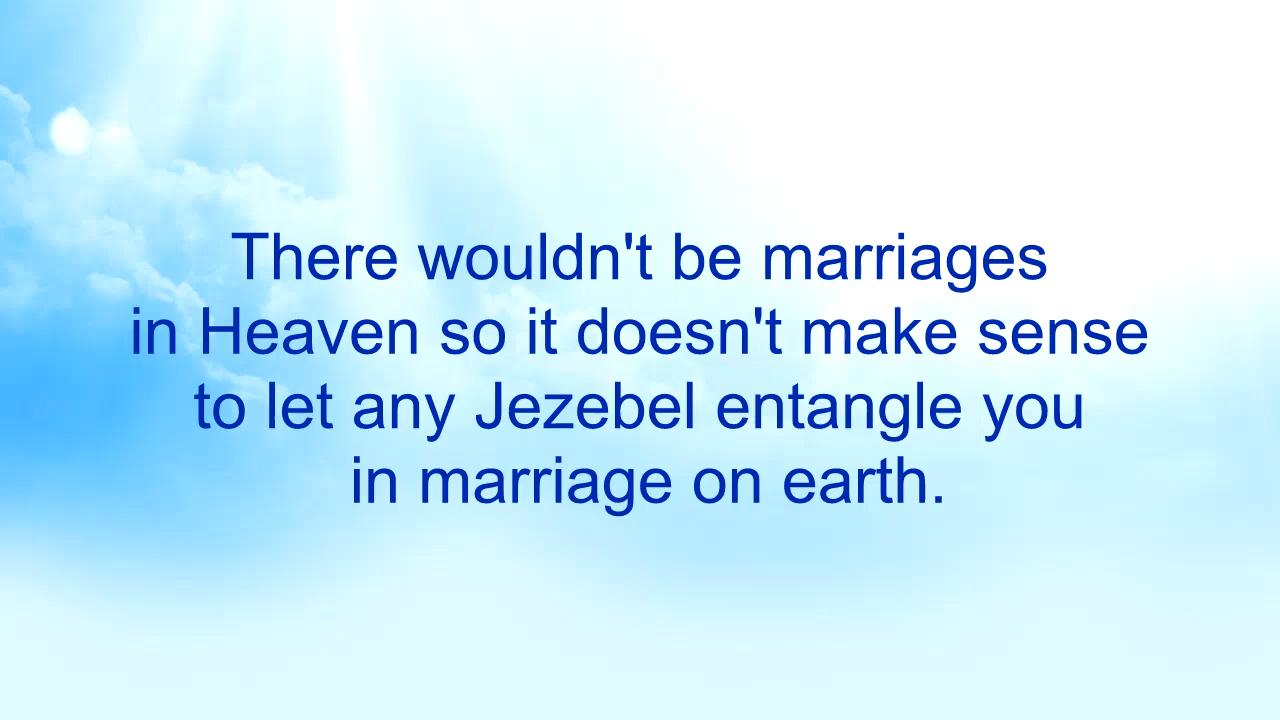 There wouldn't be marriages
in Heaven so it doesn't make sense
to let any Jezebel entangle you
in marriage on earth.